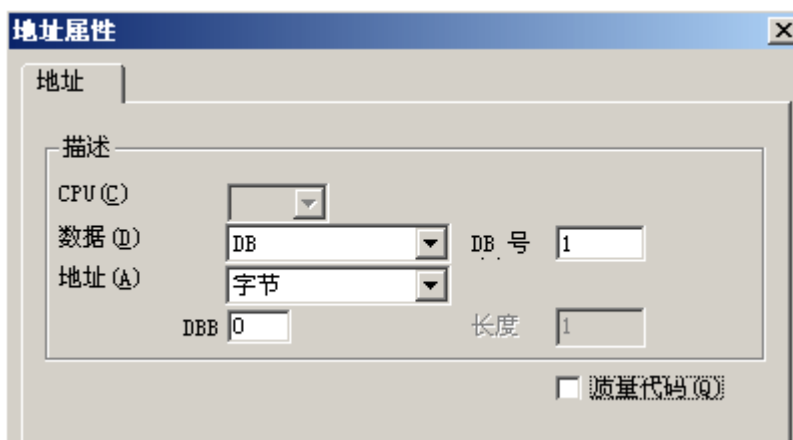 地址属性
地址
描述
CPU(C)
数据(D) DB DB 号 1
地址(A) 字节
DBB 0 长度 1
质量代码(Q)